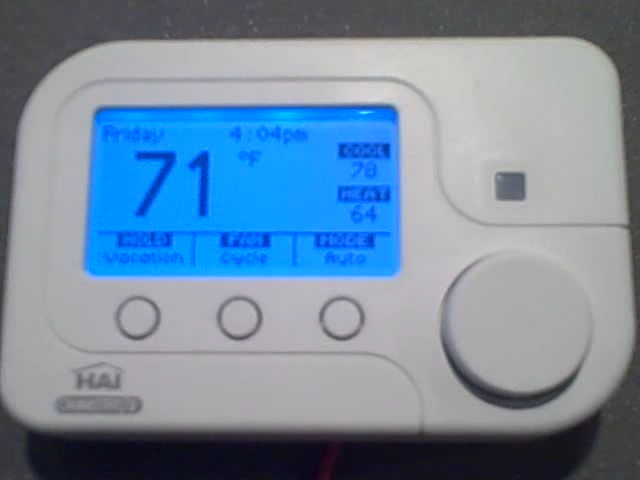 Friday 4:04pm
71 °F
COOL
78
HEAT
64
HOLD FAN MODE
Vacation Cycle Auto
HAI